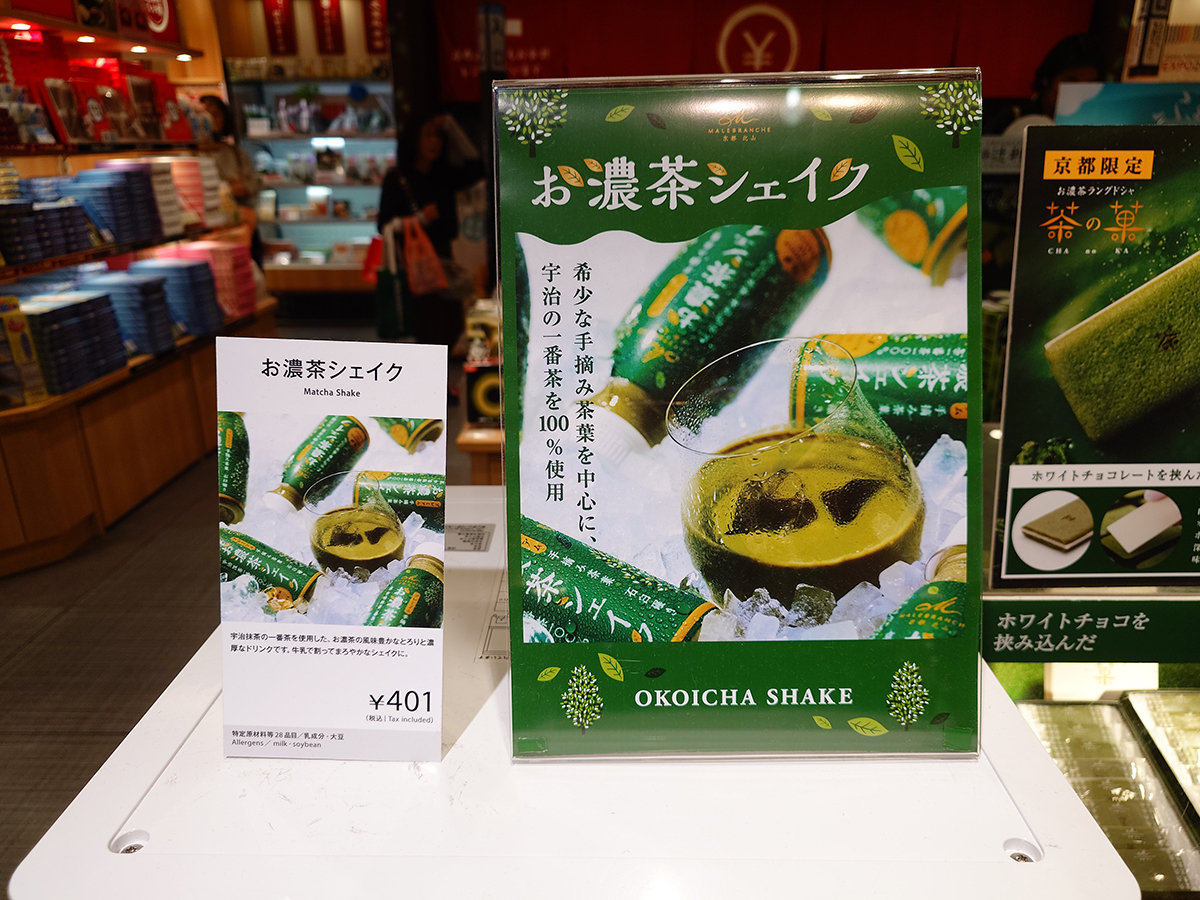 お濃茶シェイク
Matcha Shake
宇治抹茶の一番茶を使用した、お濃茶の風味豊かなとろりと濃
厚なドリンクです。牛乳で割ってまろやかなシェイクに。
¥401
(税込 | Tax included)
特定原材料等28品目／乳成分・大豆
Allergens／ milk・soybean
MALEBRANCHE
京都 北山
お濃茶シェイク
希少な手摘み茶葉を中心に、
宇治の一番茶を100%使用
OKOICHA SHAKE
京都限定
お濃茶ラングドシャ
茶の菓
CHA no KA
ホワイトチョコレートを挟んだ
ホワイトチョコを
挟み込んだ
¥